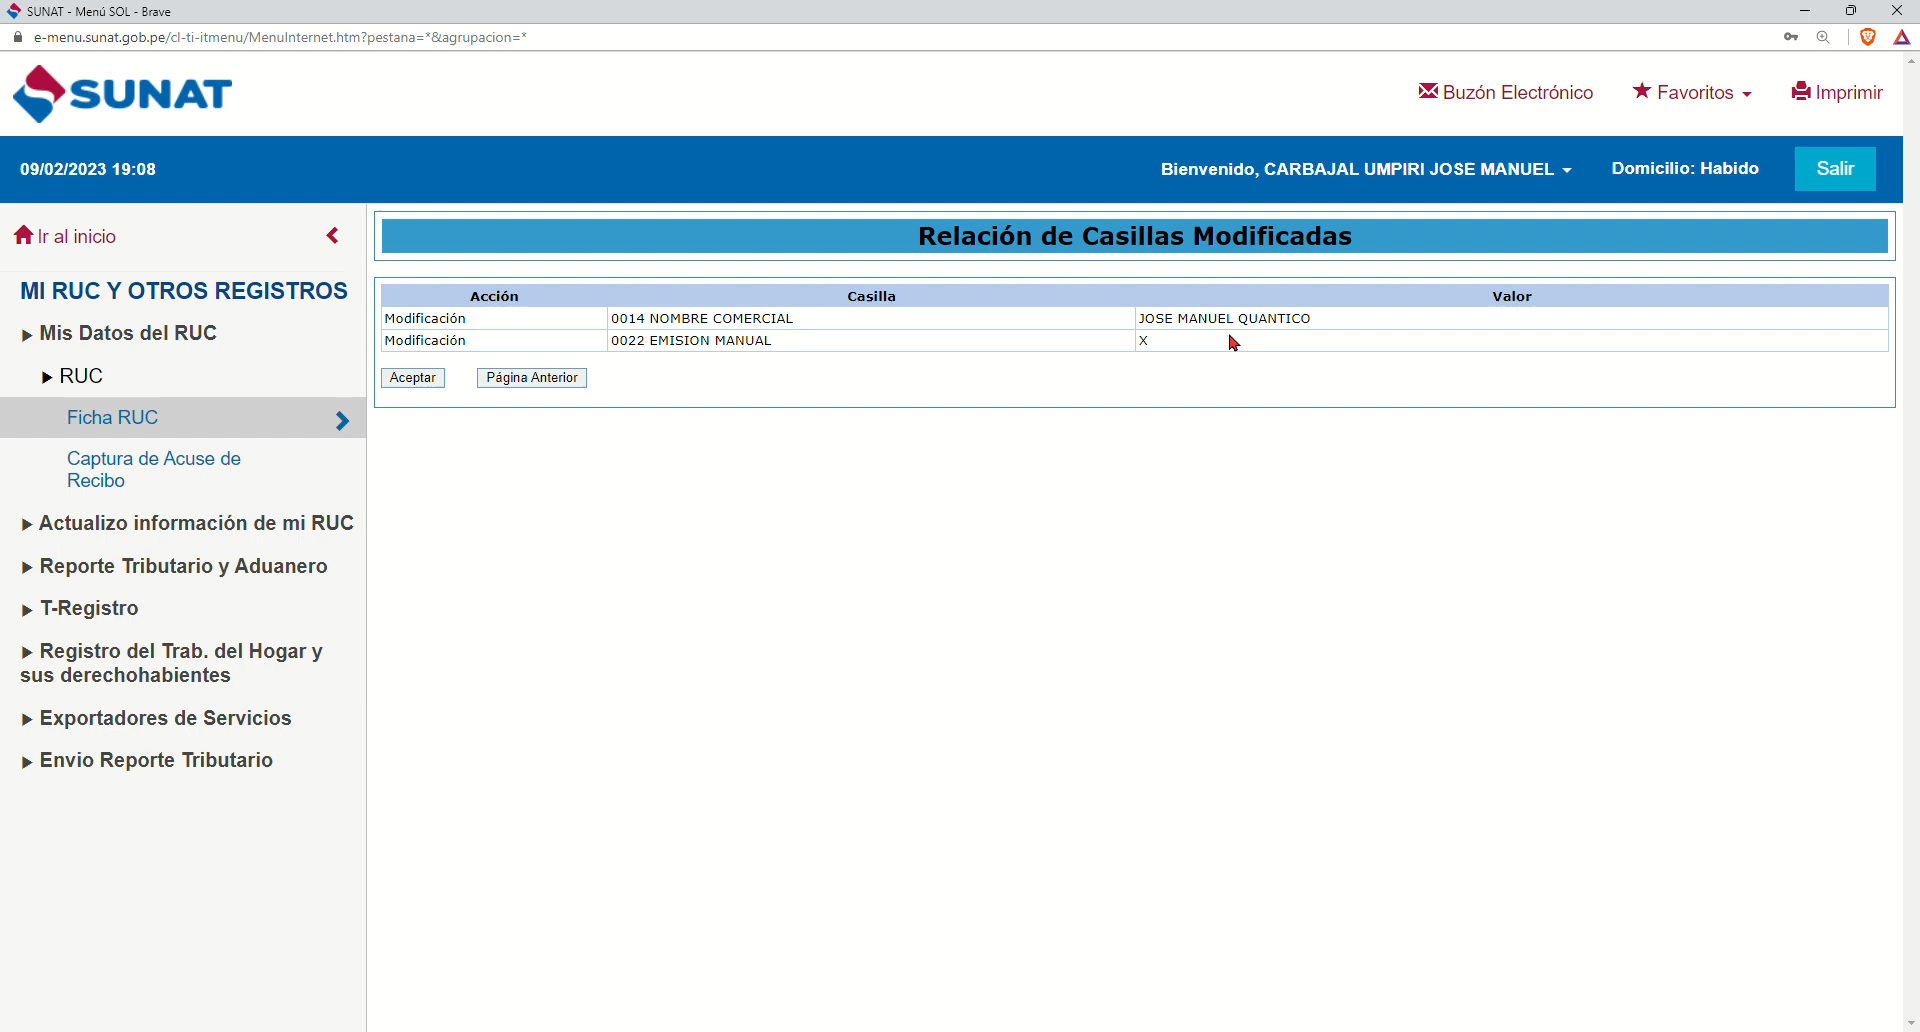 SUNAT - Menú SOL - Brave
e-menu.sunat.gob.pe/cl-ti-itmenu/MenuInternet.htm?pestana=*&agrupacion=*
SUNAT
Buzón Electrónico Favoritos Imprimir
09/02/2023 19:08
Bienvenido, CARBAJAL UMPIRI JOSE MANUEL Domicilio: Habido Salir
Ir al inicio
MI RUC Y OTROS REGISTROS
Mis Datos del RUC
RUC
Ficha RUC
Captura de Acuse de
Recibo
Actualizo información de mi RUC
Reporte Tributario y Aduanero
T-Registro
Registro del Trab. del Hogar y
sus derechohabientes
Exportadores de Servicios
Envio Reporte Tributario
Relación de Casillas Modificadas
Acción Casilla Valor
Modificación 0014 NOMBRE COMERCIAL JOSE MANUEL QUANTICO
Modificación 0022 EMISION MANUAL X
Aceptar Página Anterior